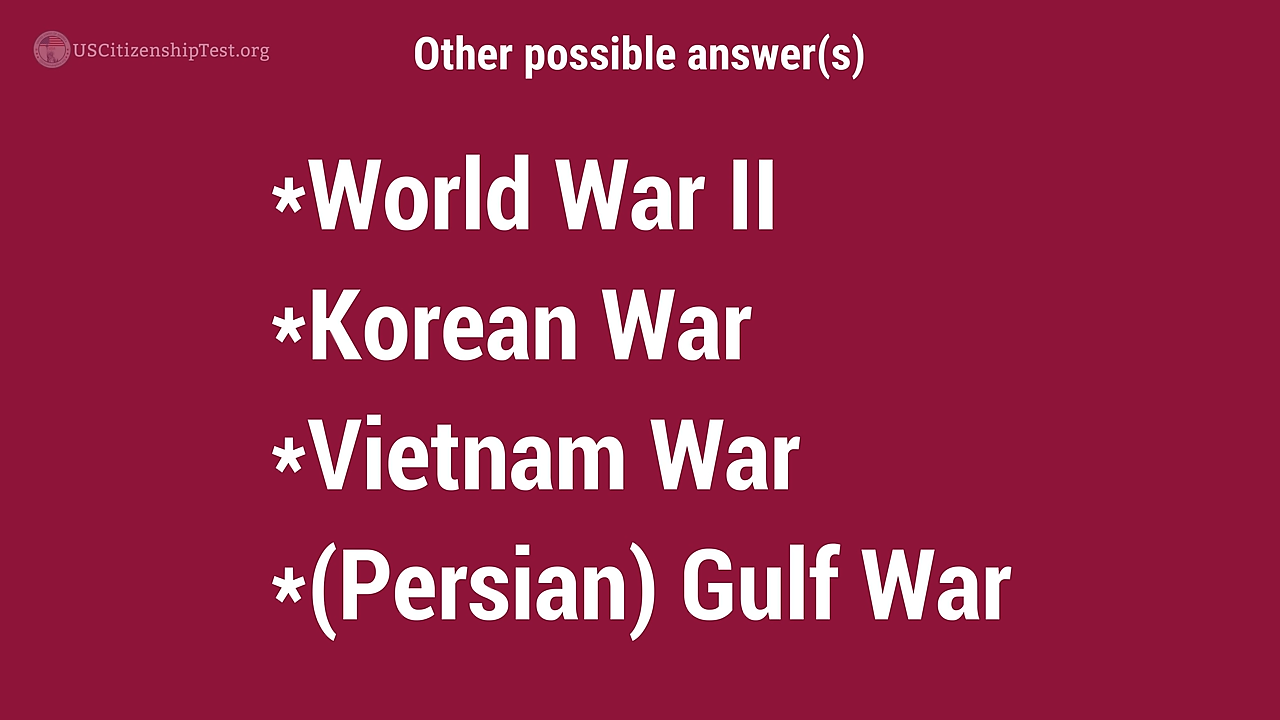 USCitizenshipTest.org
Other possible answer(s)
*World War II
*Korean War
*Vietnam War
*(Persian) Gulf War